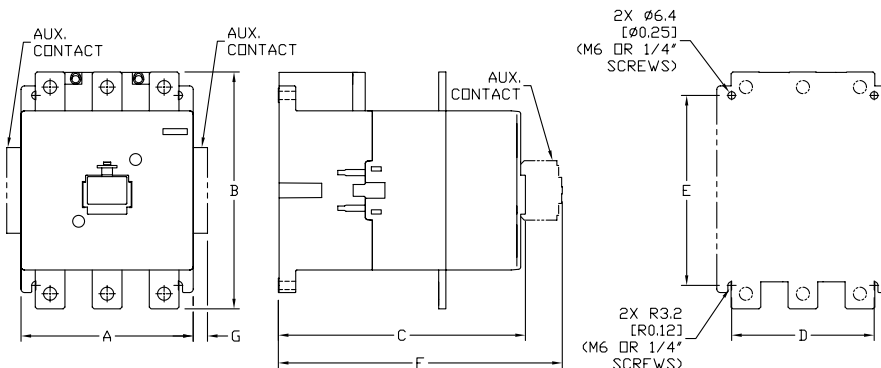 AUX.
CONTACT
AUX.
CONTACT
B
A
G
AUX.
CONTACT
C
F
2X Ø6.4
[Ø0.25]
(M6 OR 1/4"
SCREWS)
E
D
2X R3.2
[R0.12]
(M6 OR 1/4"
SCREWS)